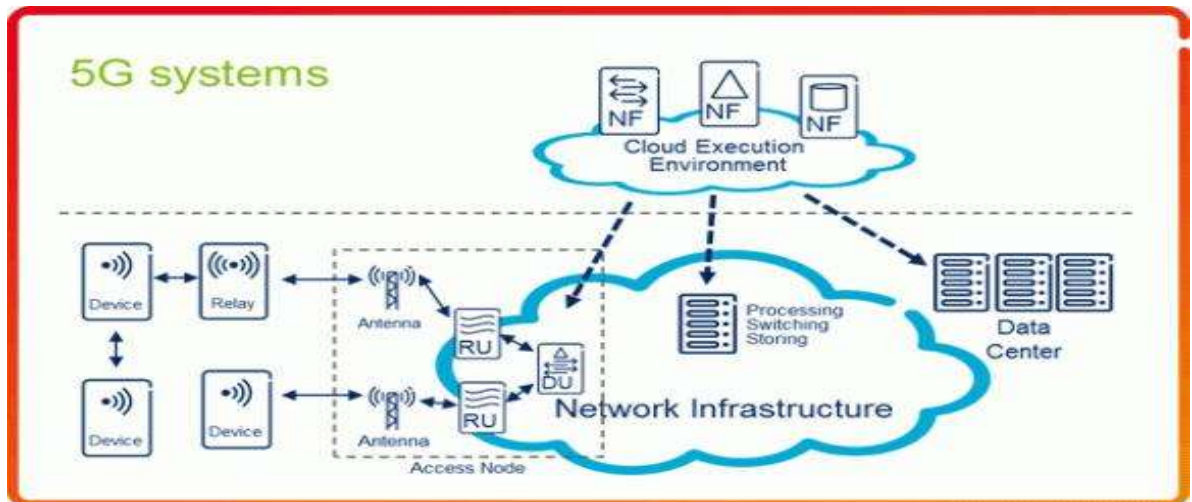 5G systems
NF
NF
NF
Cloud Execution
Environment
Device
Relay
Antenna
RU
Processing
Switching
Storing
Data
Center
DU
Device
Device
Antenna
RU
Network Infrastructure
Access Node